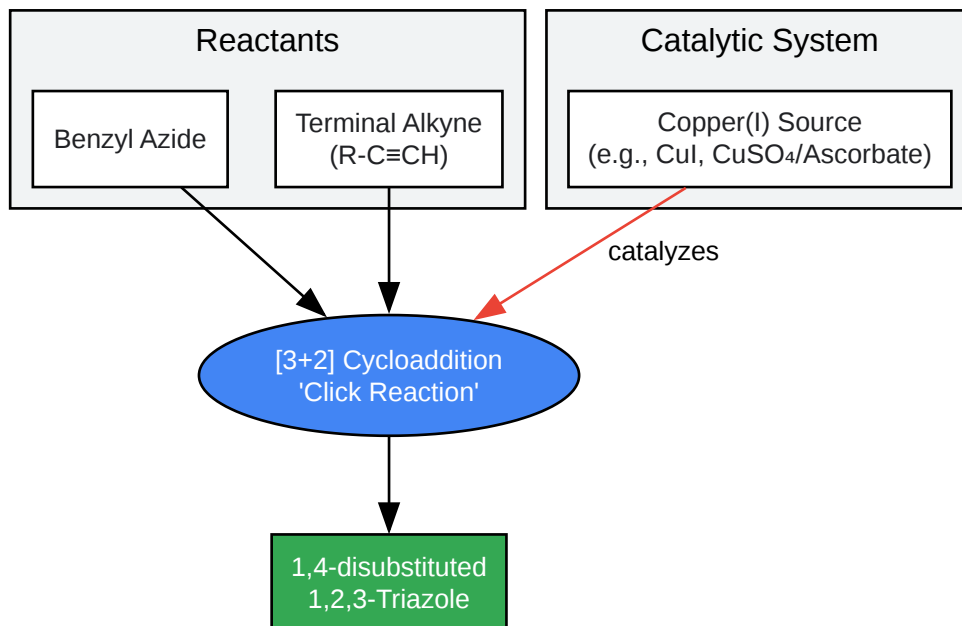 Reactants
Catalytic System
Benzyl Azide
Terminal Alkyne
(R-C≡CH)
Copper(I) Source
(e.g., CuI, CuSO₄/Ascorbate)
catalyzes
[3+2] Cycloaddition
'Click Reaction'
1,4-disubstituted
1,2,3-Triazole